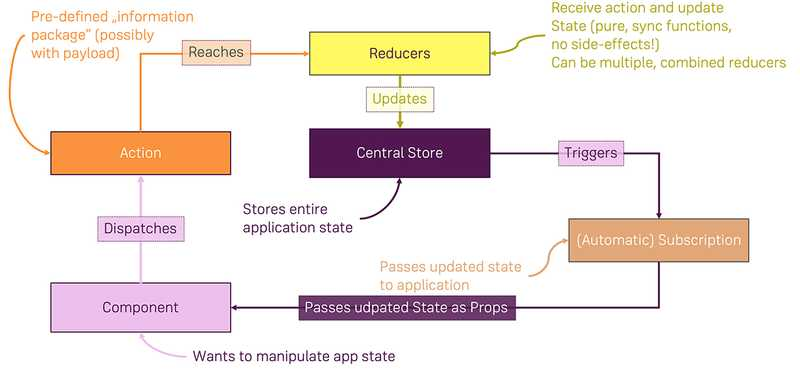 Pre-defined „information
package“ (possibly
with payload)
Reaches
Reducers
Receive action and update
State (pure, sync functions,
no side-effects!)
Can be multiple, combined reducers
Updates
Action
Central Store
Triggers
Stores entire
application state
Dispatches
(Automatic) Subscription
Passes updated state
to application
Component
Passes udpated State as Props
Wants to manipulate app state